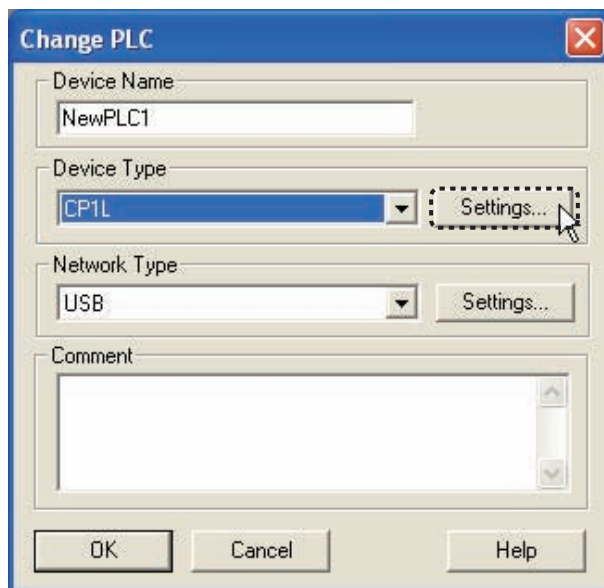 Change PLC
Device Name
NewPLC1
Device Type
CP1L
Settings...
Network Type
USB
Settings...
Comment
OK
Cancel
Help